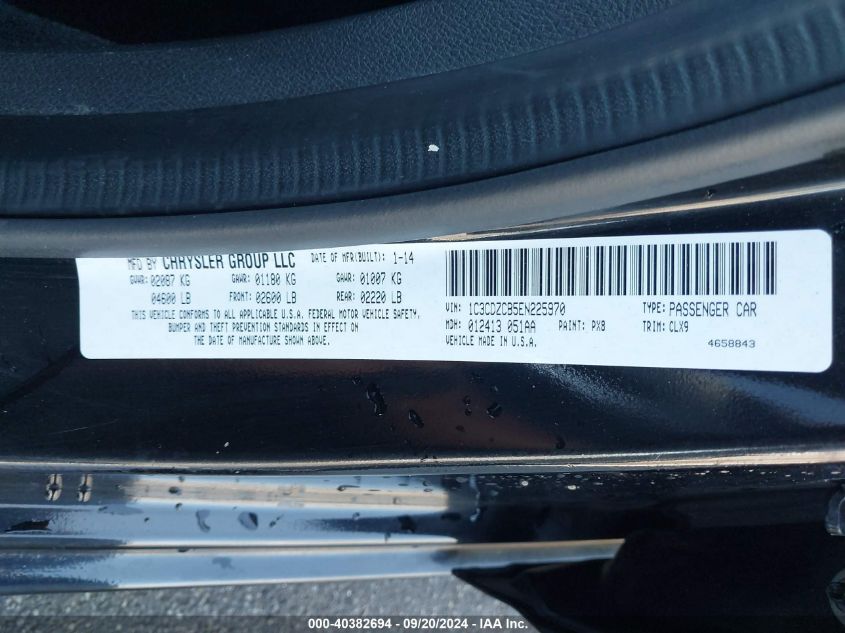 MFD BY CHRYSLER GROUP LLC DATE OF MFR(BUILT): 1-14
GVWR: 02087 KG GAWR: 01180 KG GAWR: 01007 KG
04600 LB FRONT: 02600 LB REAR: 02220 LB
THIS VEHICLE CONFORMS TO ALL APPLICABLE U.S.A. FEDERAL MOTOR VEHICLE SAFETY,
BUMPER AND THEFT PREVENTION STANDARDS IN EFFECT ON
THE DATE OF MANUFACTURE SHOWN ABOVE.
VIN: 1C3CDZCB5EN225970 TYPE: PASSENGER CAR
MDH: 012413 051AA PAINT: PX8 TRIM: CLX9
VEHICLE MADE IN U.S.A. 4658843
000-40382694 - 09/20/2024 - IAA Inc.